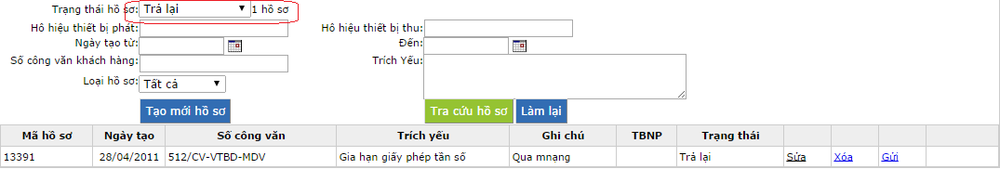 Trạng thái hồ sơ: Trả lại 1 hồ sơ
Hô hiệu thiết bị phát: Hô hiệu thiết bị thu:
Ngày tạo từ: Đến:
Số công văn khách hàng: Trích Yếu:
Loại hồ sơ: Tất cả
Tạo mới hồ sơ Tra cứu hồ sơ Làm lại
Mã hồ sơ Ngày tạo Số công văn Trích yếu Ghi chú TBNP Trạng thái
13391 28/04/2011 512/CV-VTBD-MDV Gia hạn giấy phép tần số Qua mnạng Trả lại Sửa Xóa Gửi